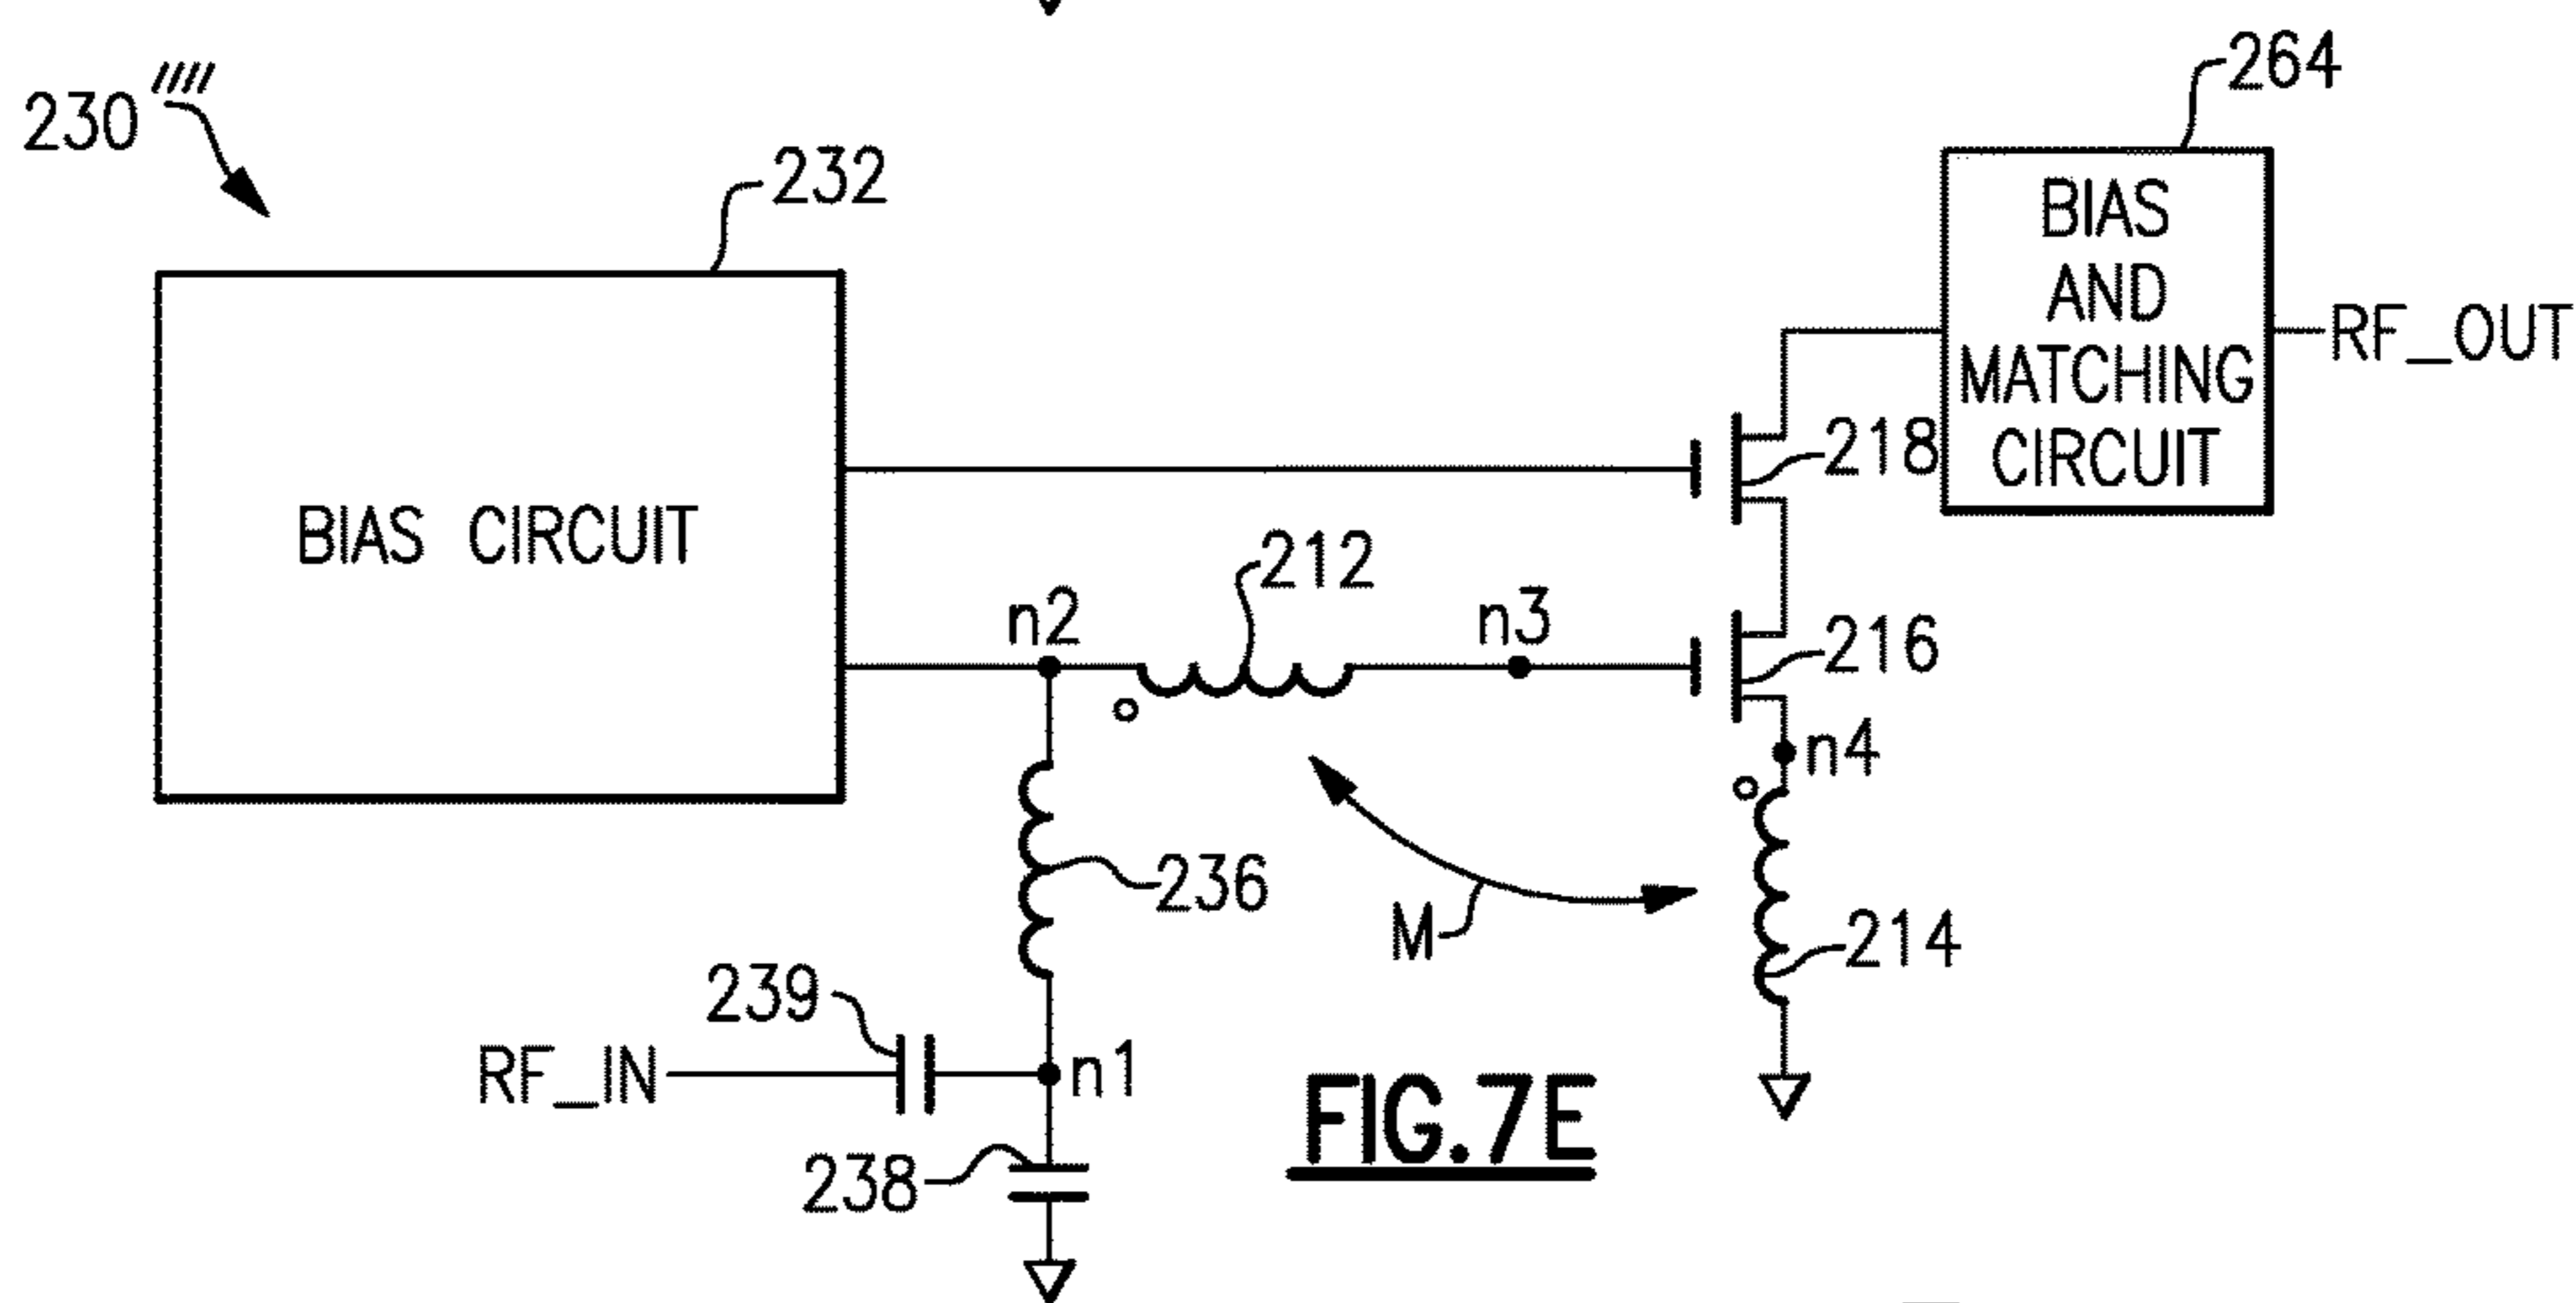 230''''
232
264
BIAS
AND
MATCHING
CIRCUIT
RF_OUT
BIAS CIRCUIT
218
212
n2
n3
216
n4
236
M
214
239
RF_IN
n1
238
FIG.7E